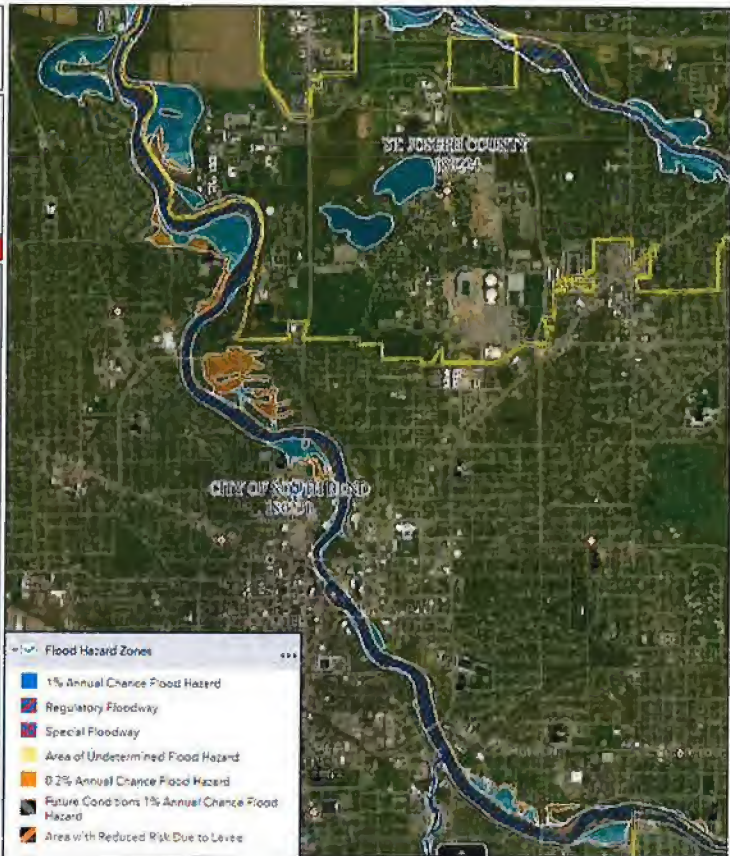 ST. JOSEPH COUNTY
CITY OF SOUTH BEND
Flood Hazard Zones
1% Annual Chance Flood Hazard
Regulatory Floodway
Special Floodway
Area of Undetermined Flood Hazard
0.2% Annual Chance Flood Hazard
Future Conditions 1% Annual Chance Flood
Hazard
Area with Reduced Risk Due to Levee